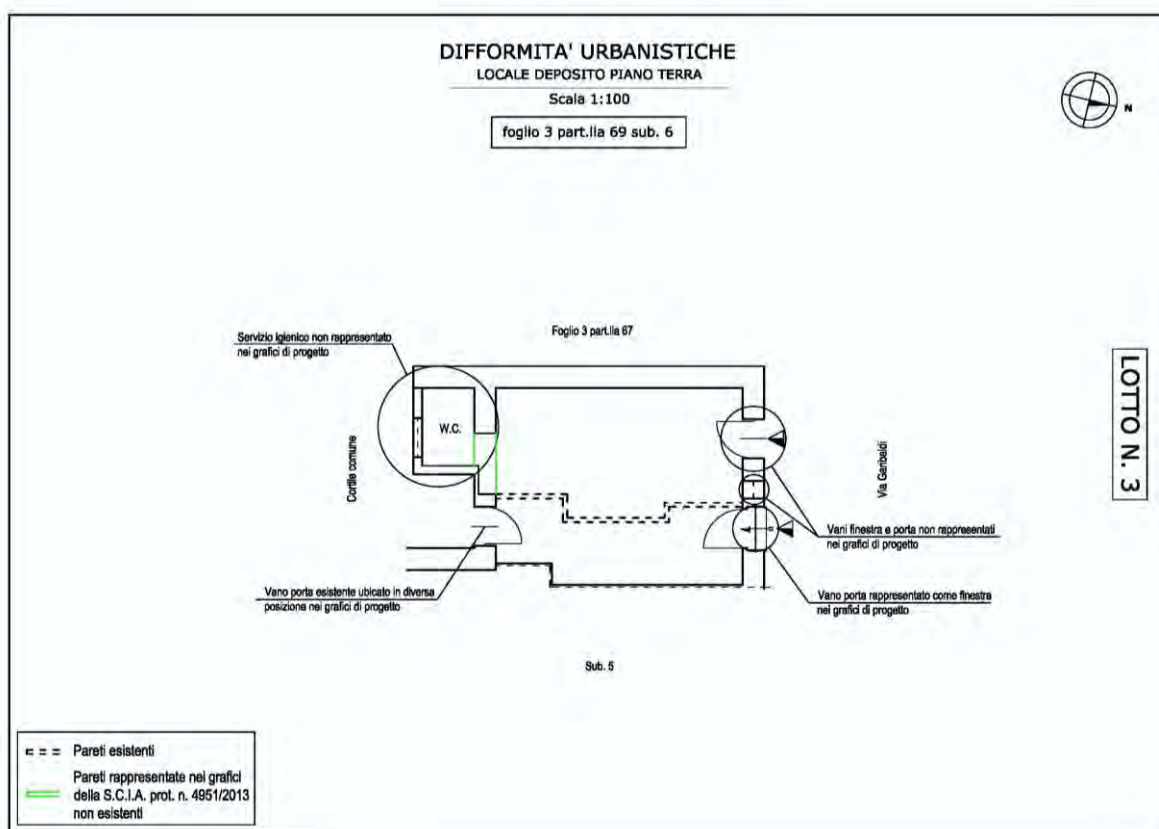 DIFFORMITA' URBANISTICHE
LOCALE DEPOSITO PIANO TERRA
Scala 1:100
foglio 3 part.lla 69 sub. 6
N
LOTTO N. 3
Foglio 3 part.lla 67
Servizio igienico non rappresentato
nei grafici di progetto
W.C.
Cortile comune
Via Garibaldi
Vani finestra e porta non rappresentati
nei grafici di progetto
Vano porta esistente ubicato in diversa
posizione nei grafici di progetto
Vano porta rappresentato come finestra
nei grafici di progetto
Sub. 5
Pareti esistenti
Pareti rappresentate nei grafici
della S.C.I.A. prot. n. 4951/2013
non esistenti